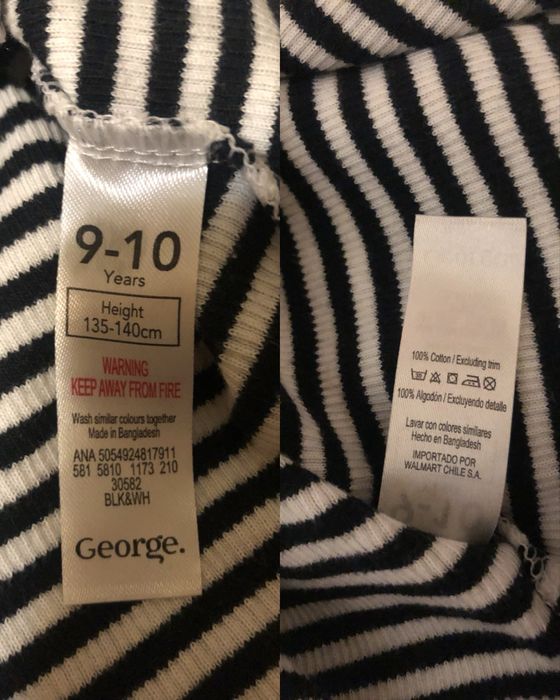 9-10
Years
Height
135-140cm
WARNING
KEEP AWAY FROM FIRE
Wash similar colours together
Made in Bangladesh
ANA 5054924817911
581 5810 1173 210
30582
BLK&WH
George.
100% Cotton / Excluding trim
100% Algodón / Excluyendo detalle
Lavar con colores similares
Hecho en Bangladesh
IMPORTADO POR
WALMART CHILE S.A.